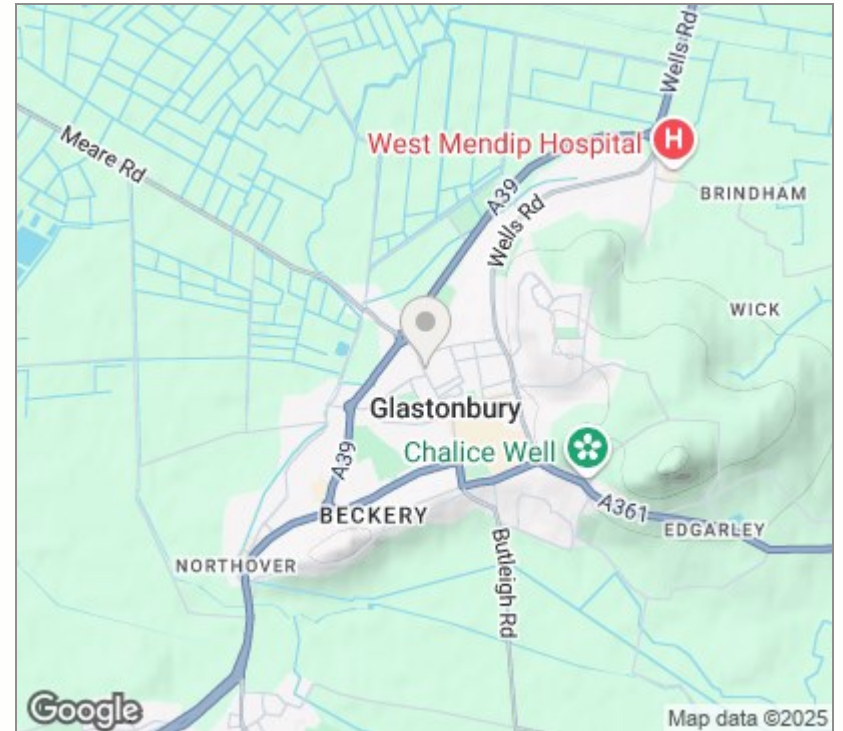 Wells Rd
Meare Rd
West Mendip Hospital
H
A39
BRINDHAM
Wells Rd
WICK
Glastonbury
Chalice Well
A39
A361
BECKERY
EDGARLEY
Butleigh Rd
NORTHOVER
Google
Map data ©2025